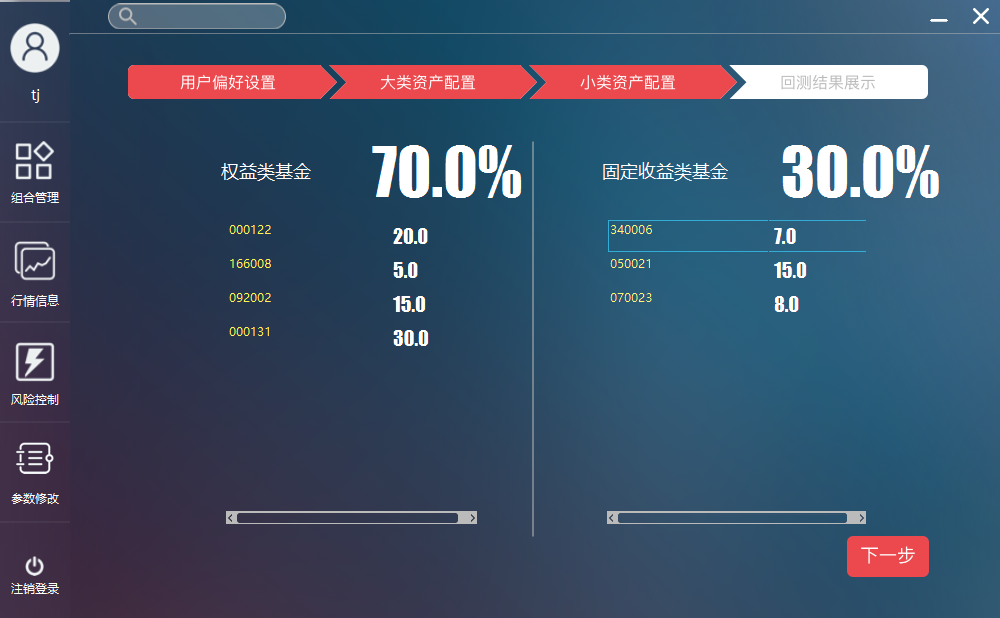 tj
组合管理
行情信息
风险控制
参数修改
注销登录
用户偏好设置
大类资产配置
小类资产配置
回测结果展示
权益类基金 70.0%
000122 20.0
166008 5.0
092002 15.0
000131 30.0
固定收益类基金 30.0%
340006 7.0
050021 15.0
070023 8.0
下一步